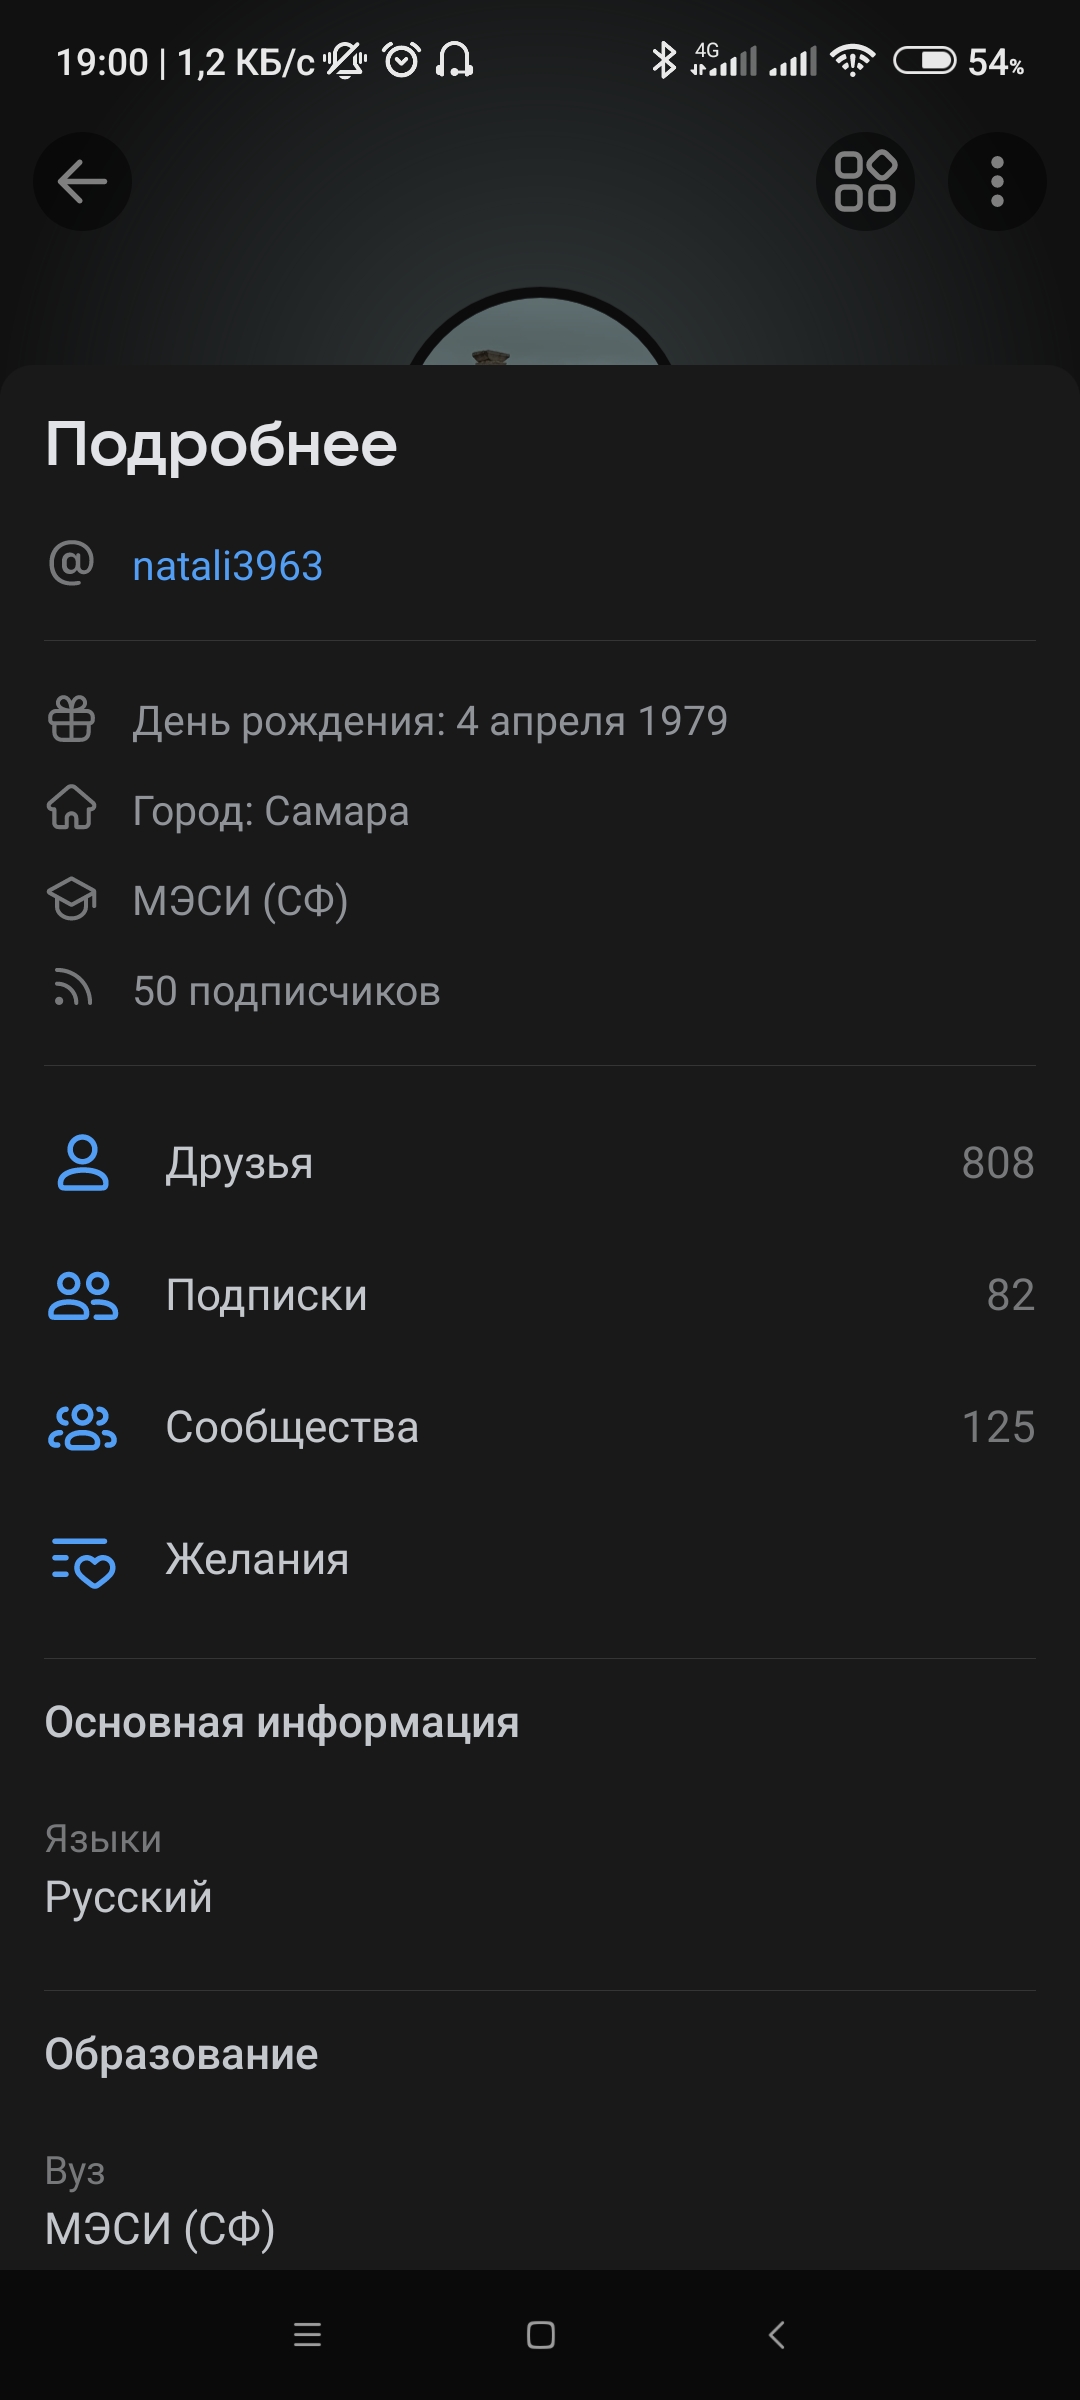 19:00 | 1,2 КБ/с
4G
54%
Подробнее
@ natali3963
День рождения: 4 апреля 1979
Город: Самара
МЭСИ (СФ)
50 подписчиков
Друзья 808
Подписки 82
Сообщества 125
Желания
Основная информация
Языки
Русский
Образование
Вуз
МЭСИ (СФ)